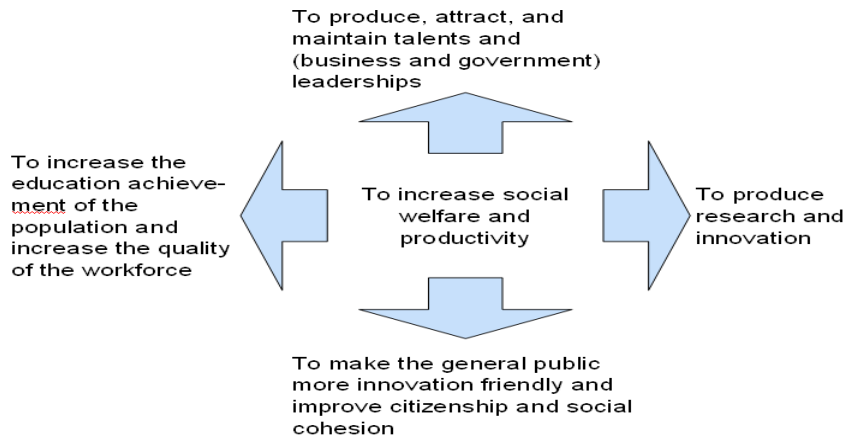 To produce, attract, and
maintain talents and
(business and government)
leaderships
To increase the
education achieve-
ment of the
population and
increase the quality
of the workforce
To increase social
welfare and
productivity
To produce
research and
innovation
To make the general public
more innovation friendly and
improve citizenship and social
cohesion